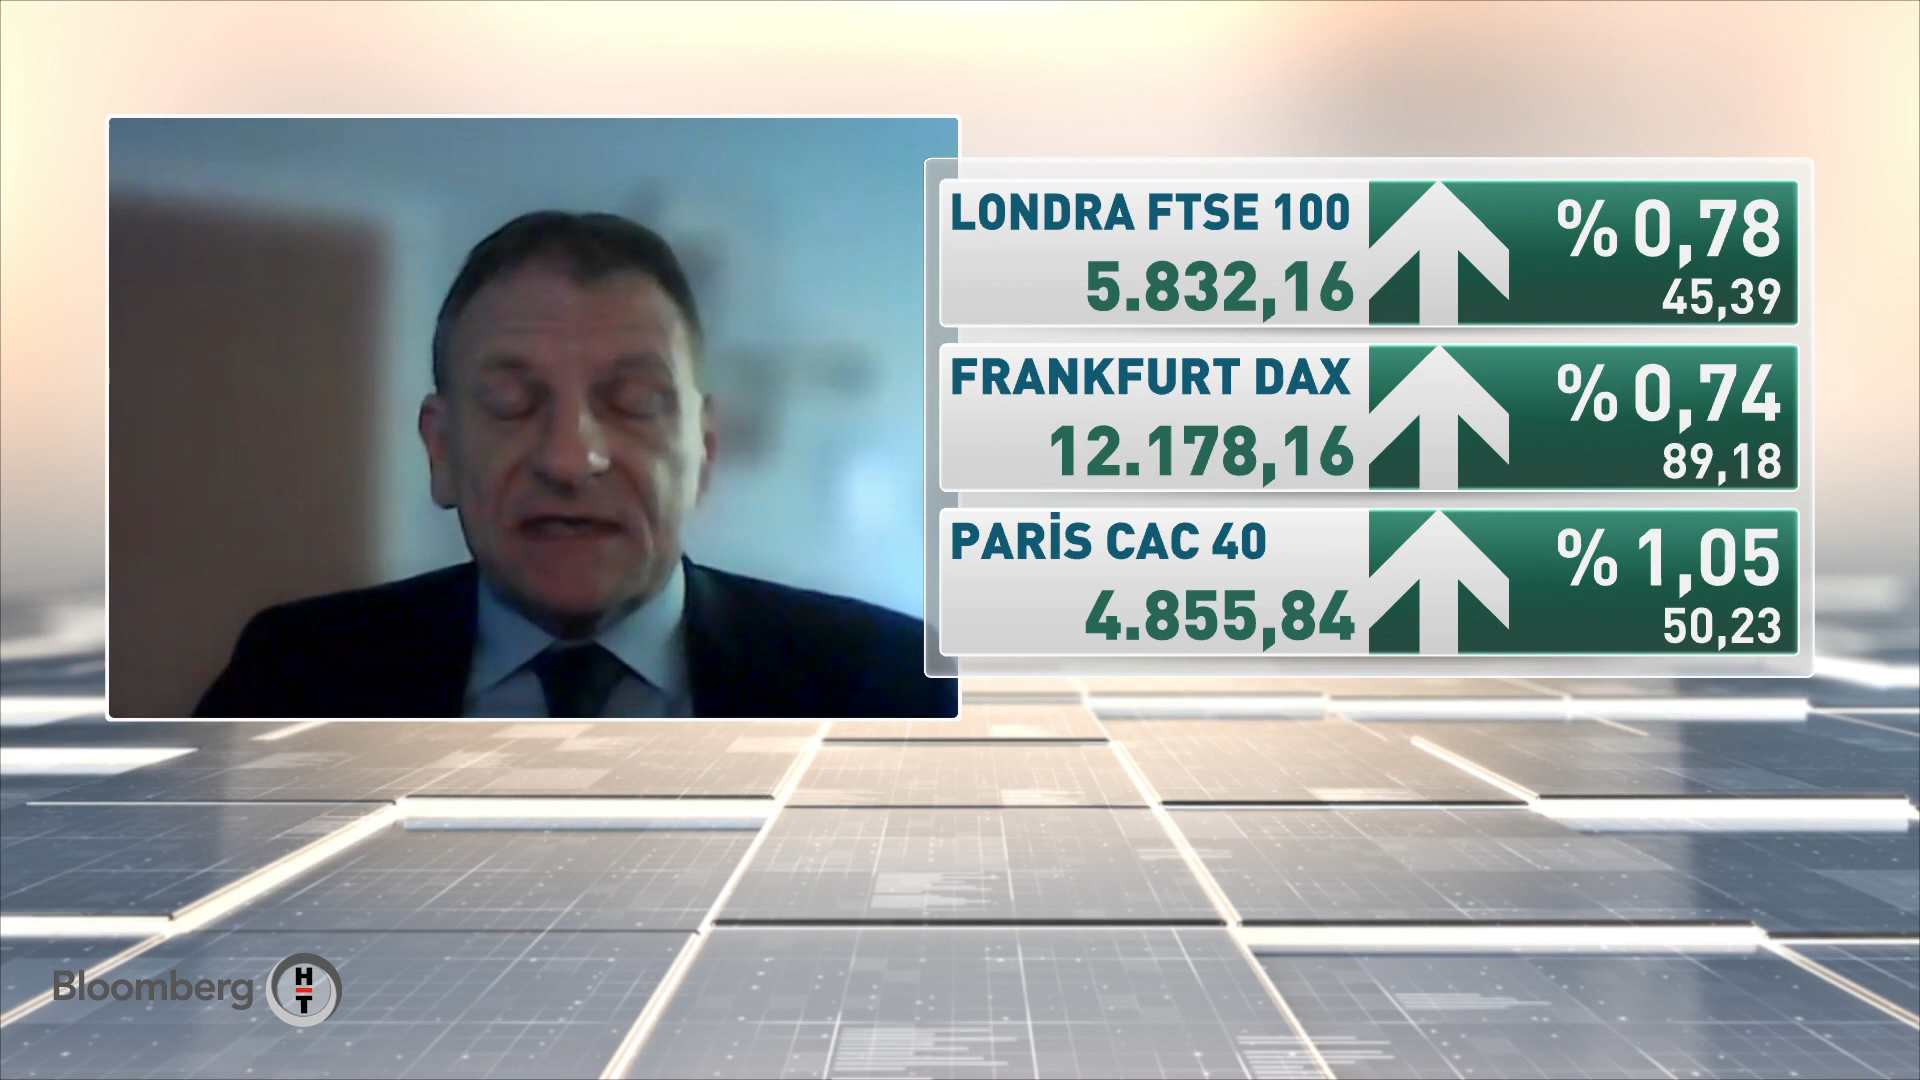 LONDRA FTSE 100
5.832,16
% 0,78
45,39
FRANKFURT DAX
12.178,16
% 0,74
89,18
PARİS CAC 40
4.855,84
% 1,05
50,23
Bloomberg HT